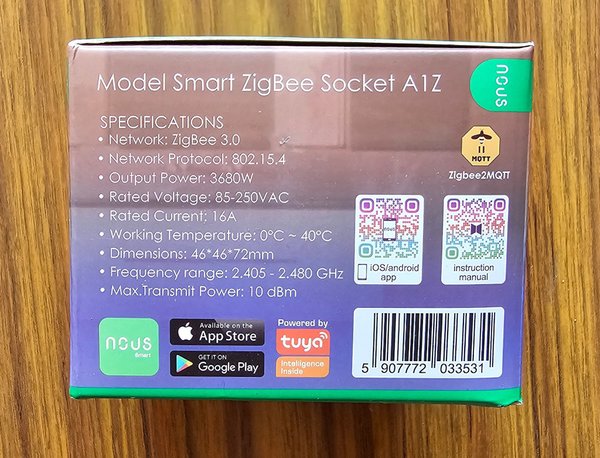 Model Smart ZigBee Socket A1Z
nous
SPECIFICATIONS
• Network: ZigBee 3.0
• Network Protocol: 802.15.4
• Output Power: 3680W
• Rated Voltage: 85-250VAC
• Rated Current: 16A
• Working Temperature: 0°C ~ 40°C
• Dimensions: 46*46*72mm
• Frequency range: 2.405 - 2.480 GHz
• Max.Transmit Power: 10 dBm
MQTT
Zigbee2MQTT
nous
iOS/android
app
instruction
manual
nous
Smart
Available on the
App Store
GET IT ON
Google Play
Powered by
tuya
intelligence
inside
5 907772 033531